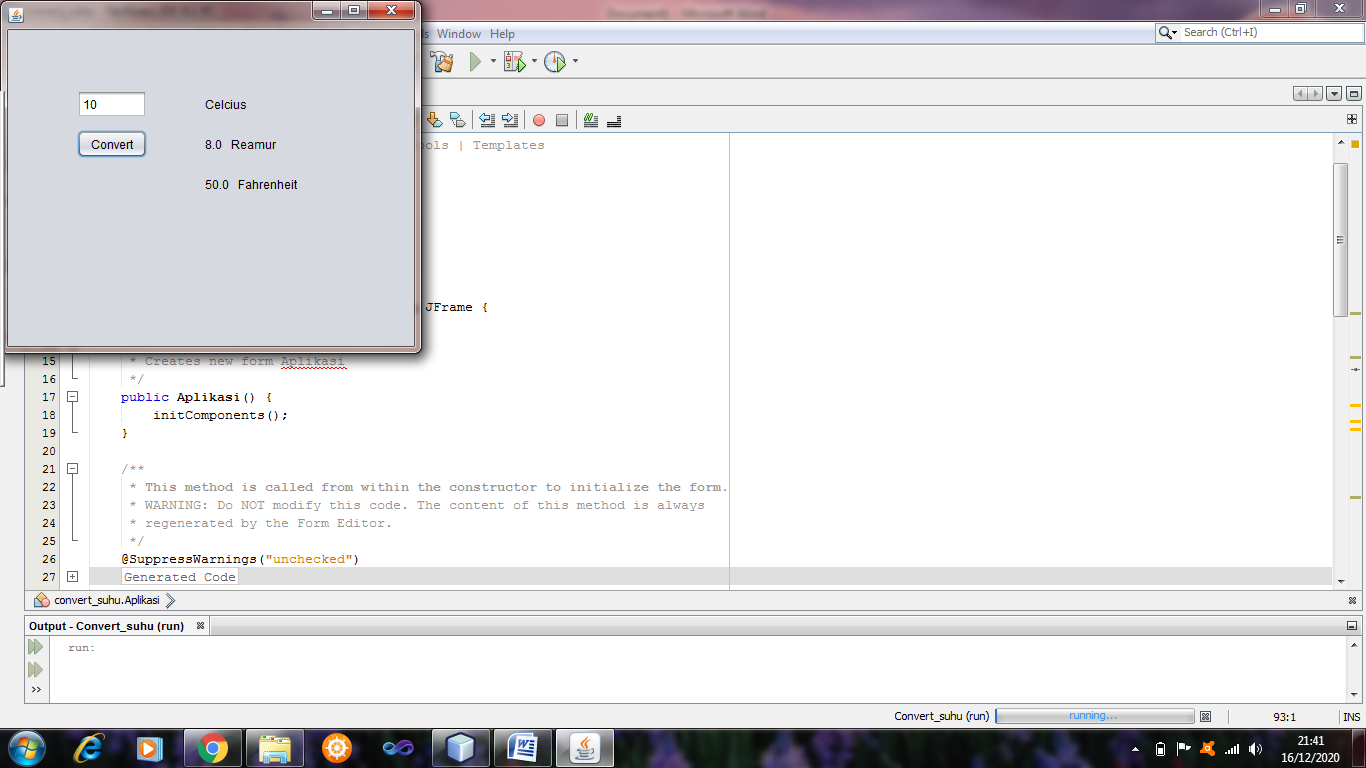 Document1 - Microsoft Word
Window Help
Search (Ctrl+I)
10 Celcius
Convert 8.0 Reamur
50.0 Fahrenheit
ols | Templates
JFrame {
15 * Creates new form Aplikasi
16 */
17 public Aplikasi() {
18 initComponents();
19 }
20
21 /**
22 * This method is called from within the constructor to initialize the form.
23 * WARNING: Do NOT modify this code. The content of this method is always
24 * regenerated by the Form Editor.
25 */
26 @SuppressWarnings("unchecked")
27 Generated Code
convert_suhu.Aplikasi
Output - Convert_suhu (run)
run:
Convert_suhu (run) running... 93:1 INS
21:41
16/12/2020